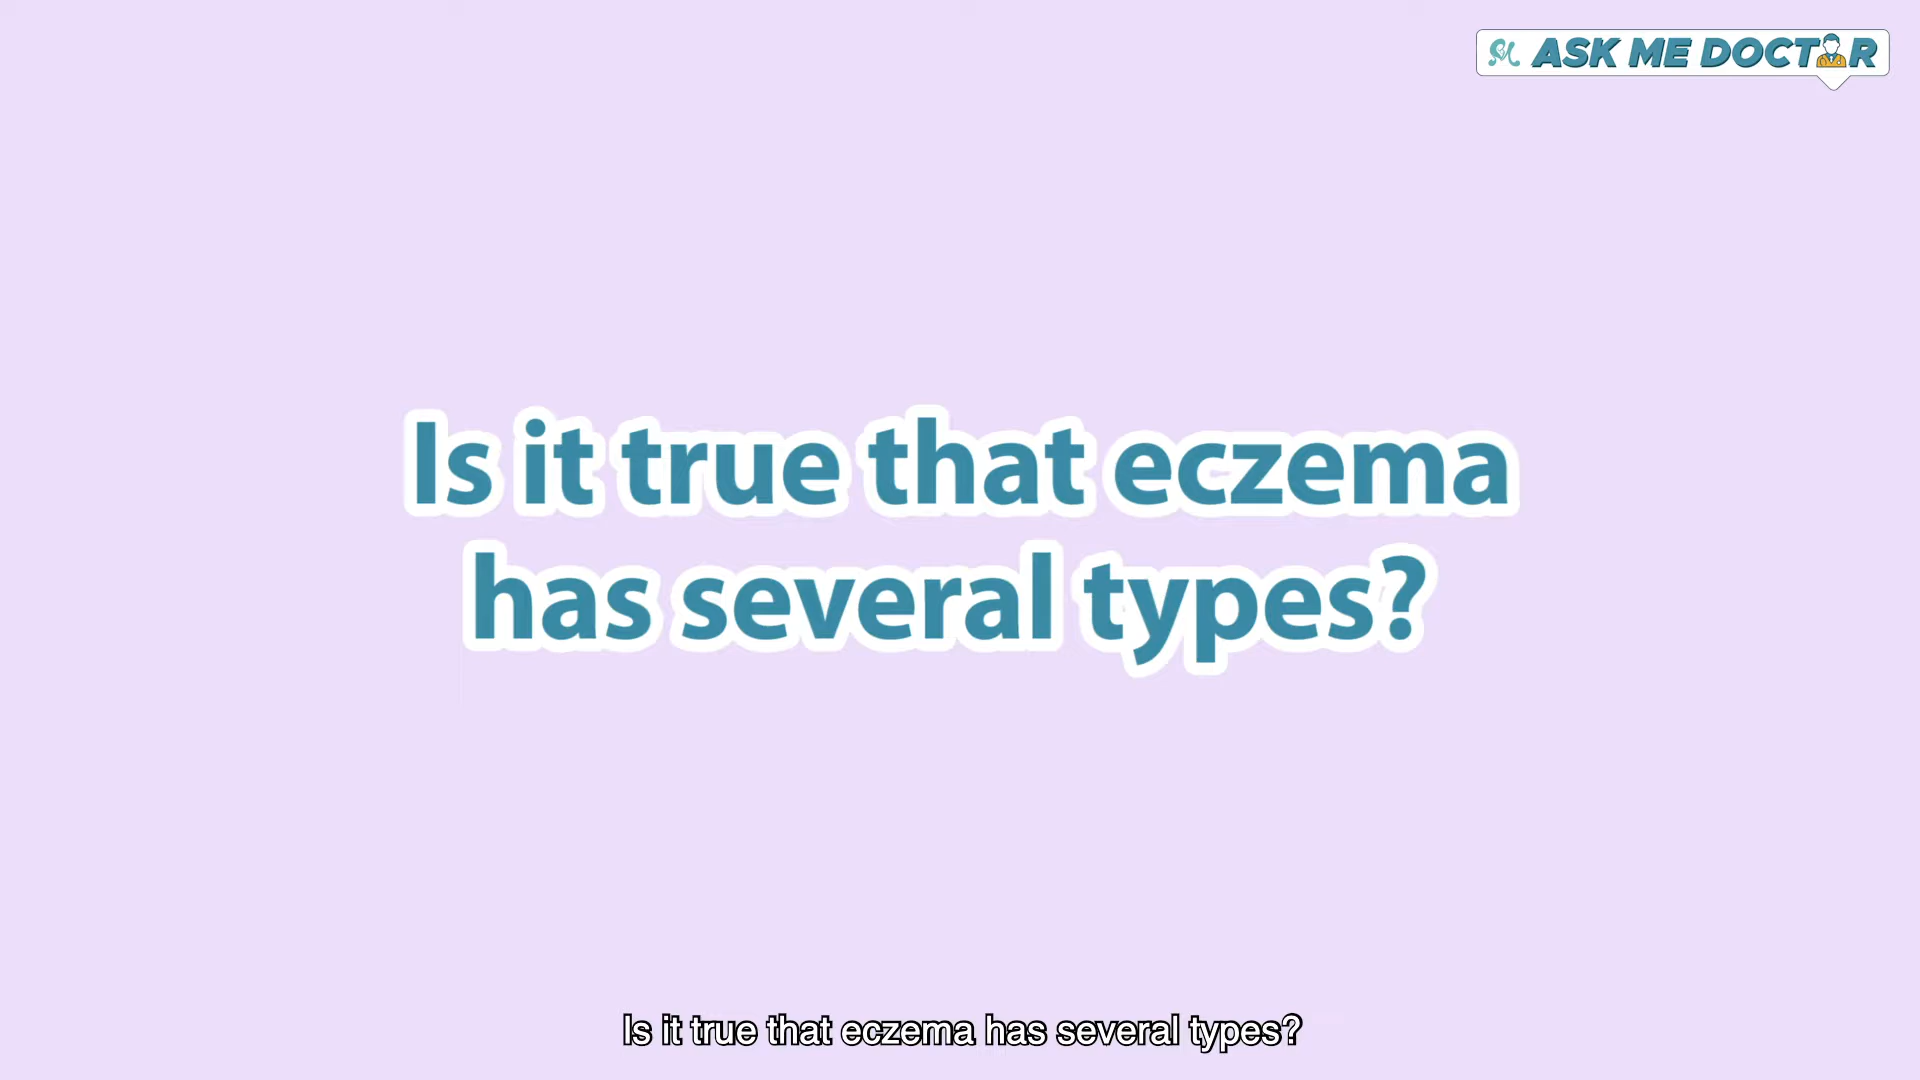 ASK ME DOCTOR
Is it true that eczema
has several types?
Is it true that eczema has several types?